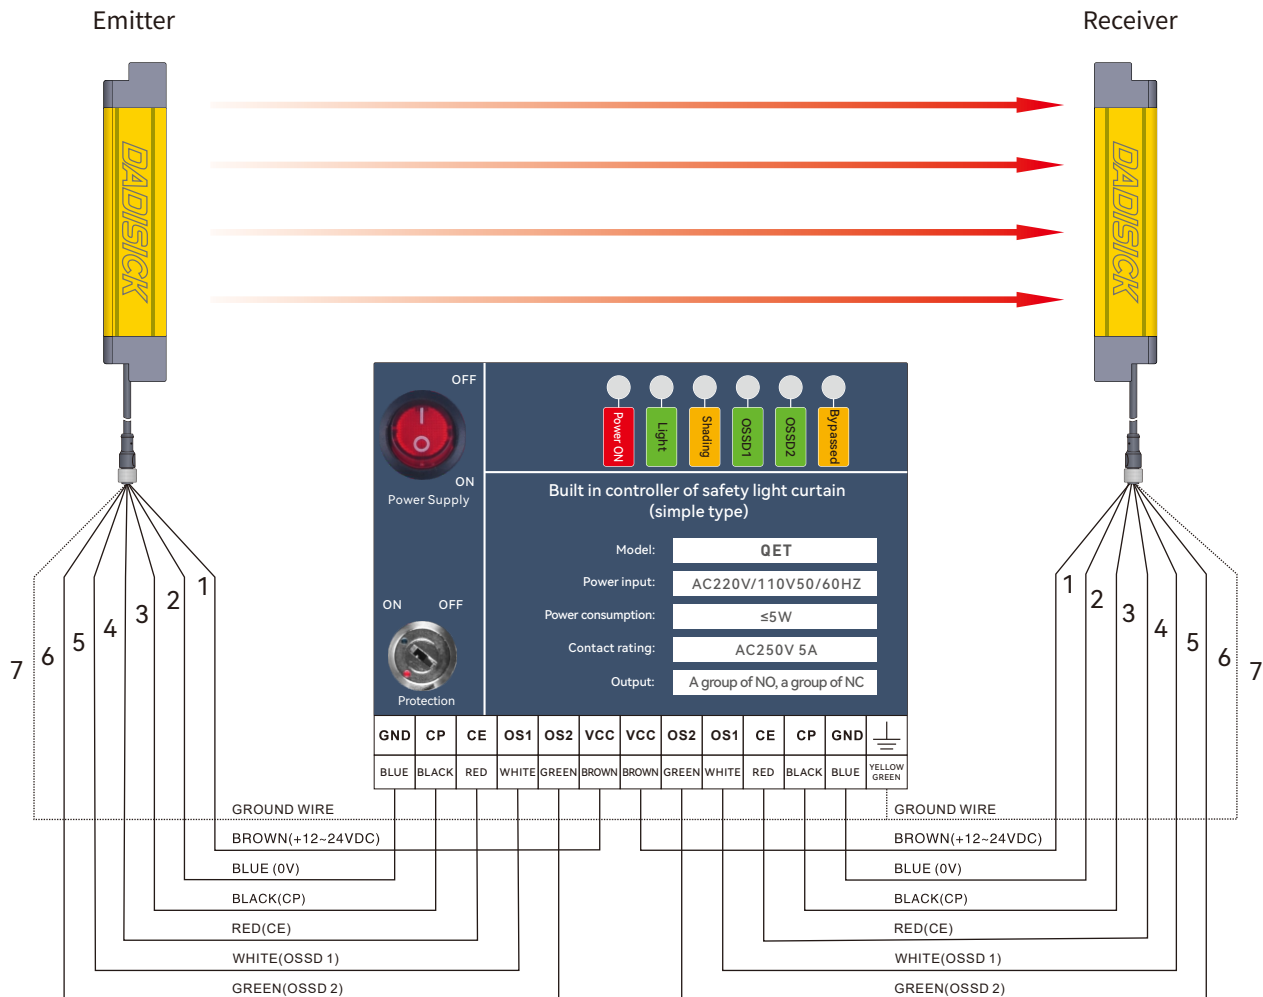 Emitter
Receiver
DADISICK
DADISICK
OFF
ON
Power Supply
ON OFF
Protection
Power ON
Light
Shading
OSSD1
OSSD2
Bypassed
Built in controller of safety light curtain
(simple type)
Model: QET
Power input: AC220V/110V50/60HZ
Power consumption: ≤5W
Contact rating: AC250V 5A
Output: A group of NO, a group of NC
GND CP CE OS1 OS2 VCC VCC OS2 OS1 CE CP GND
BLUE BLACK RED WHITE GREEN BROWN BROWN GREEN WHITE RED BLACK BLUE YELLOW
GREEN
7 6 5 4 3 2 1
1 2 3 4 5 6 7
GROUND WIRE GROUND WIRE
BROWN(+12~24VDC) BROWN(+12~24VDC)
BLUE (0V) BLUE (0V)
BLACK(CP) BLACK(CP)
RED(CE) RED(CE)
WHITE(OSSD 1) WHITE(OSSD 1)
GREEN(OSSD 2) GREEN(OSSD 2)